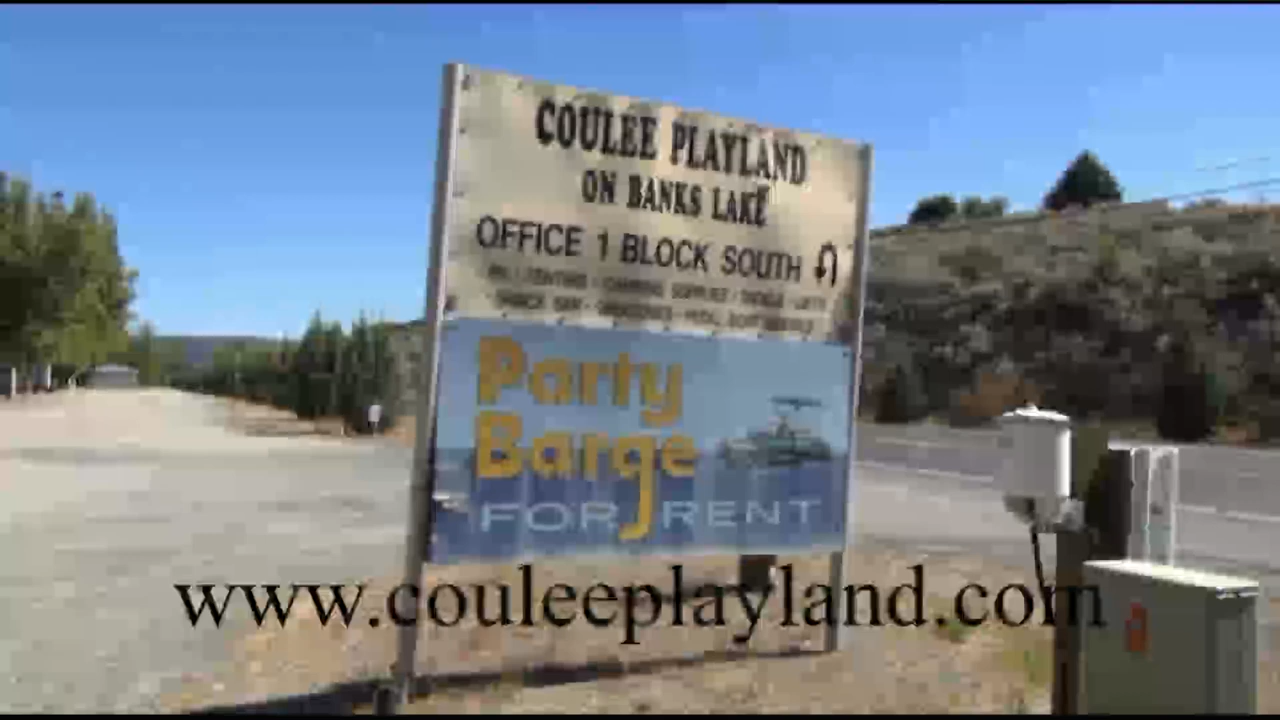 COULEE PLAYLAND
ON BANKS LAKE
OFFICE 1 BLOCK SOUTH
Party
Barge
FOR RENT
www.couleeplayland.com